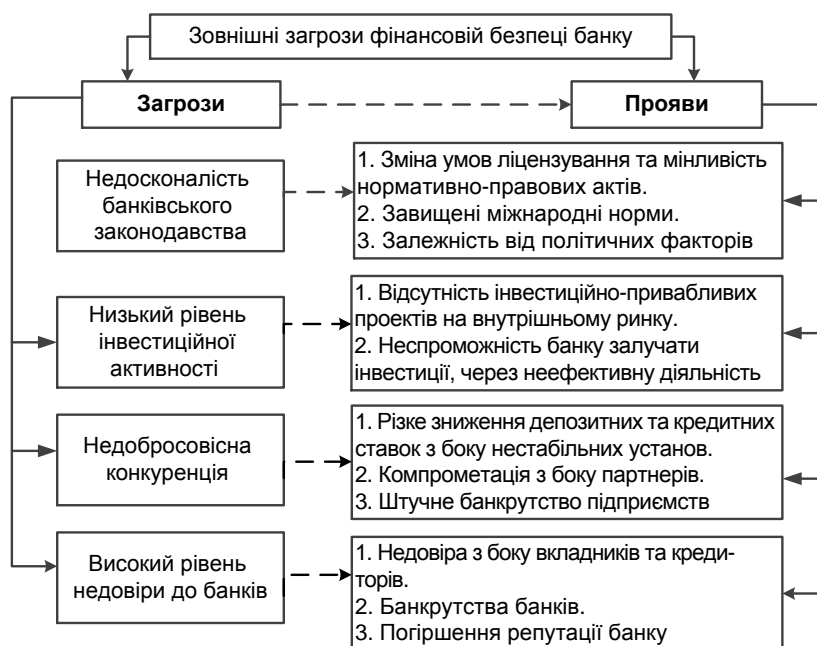 Зовнішні загрози фінансовій безпеці банку
Загрози
Прояви
Недосконалість
банківського
законодавства
1. Зміна умов ліцензування та мінливість
нормативно-правових актів.
2. Завищені міжнародні норми.
3. Залежність від політичних факторів
Низький рівень
інвестиційної
активності
1. Відсутність інвестиційно-привабливих
проектів на внутрішньому ринку.
2. Неспроможність банку залучати
інвестиції, через неефективну діяльність
Недобросовісна
конкуренція
1. Різке зниження депозитних та кредитних
ставок з боку нестабільних установ.
2. Компрометація з боку партнерів.
3. Штучне банкрутство підприємств
Високий рівень
недовіри до банків
1. Недовіра з боку вкладників та креди-
торів.
2. Банкрутства банків.
3. Погіршення репутації банку